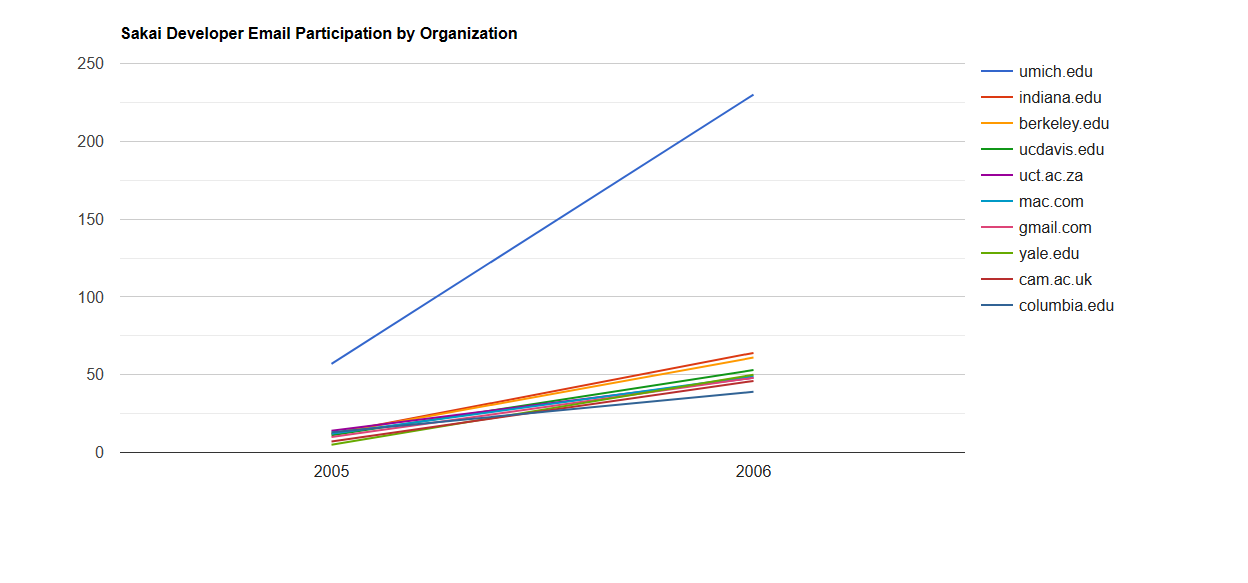 Sakai Developer Email Participation by Organization
250
200
150
100
50
0
2005 2006
umich.edu
indiana.edu
berkeley.edu
ucdavis.edu
uct.ac.za
mac.com
gmail.com
yale.edu
cam.ac.uk
columbia.edu